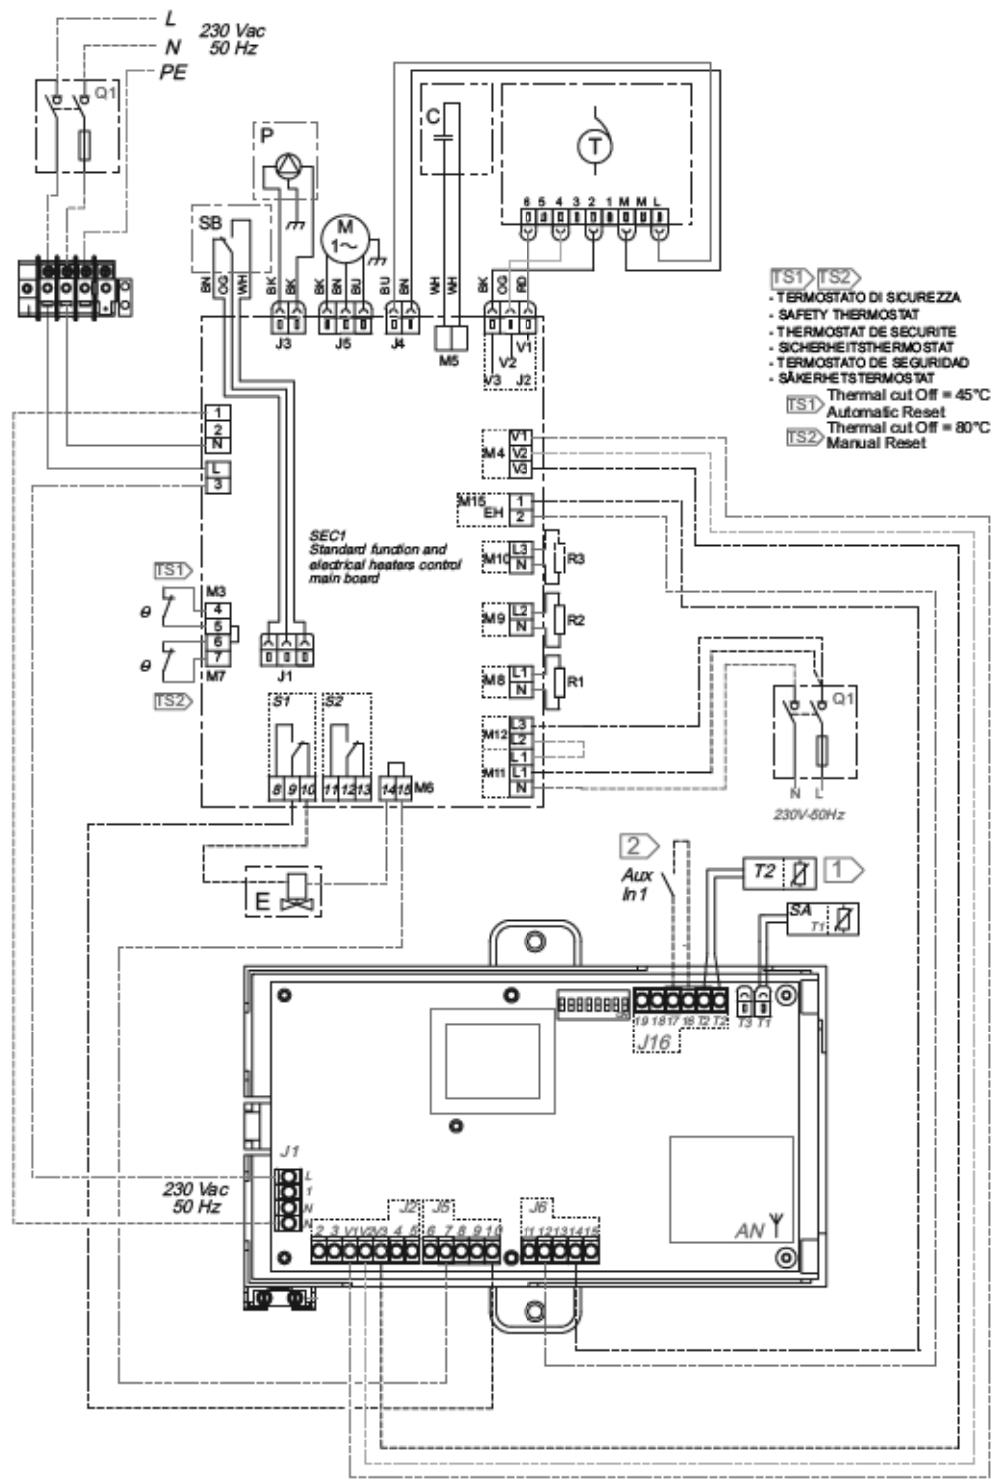 L
N
PE
230 Vac
50 Hz
Q1
P
SB
M
1~
C
T
6 5 4 3 2 1 M M L
BN OG WH
BK BK
BK BN BU
BU BN
WH WH
BK OG RD
J3
J5
J4
M5
V3 V2 V1
J2
TS1 TS2
- TERMOSTATO DI SICUREZZA
- SAFETY THERMOSTAT
- THERMOSTAT DE SECURITE
- SICHERHEITSTHERMOSTAT
- TERMOSTATO DE SEGURIDAD
- SÄKERHETSTERMOSTAT
TS1 Thermal cut Off = 45°C
Automatic Reset
TS2 Thermal cut Off = 80°C
Manual Reset
1
2
N
L
3
M4
V1
V2
V3
M15
EH
1
2
SEC1
Standard function and
electrical heaters control
main board
M10
L3
N
R3
M9
L2
N
R2
M8
L1
N
R1
TS1
θ
M3
4
5
6
7
M7
θ
TS2
J1
S1
S2
8 9 10
11 12 13
14 15
M6
M12
L3
L2
L1
M11
L1
N
Q1
N L
230V-50Hz
E
2
Aux
In1
T2
1
SA
T1
19 18 17 16 T2 T2
J16
T3 T1
J1
L
1
N
N
230 Vac
50 Hz
J2
J5
J6
2 3 V1 V2 V3 4 5 6 7 8 9 10
11 12 13 14 15
AN